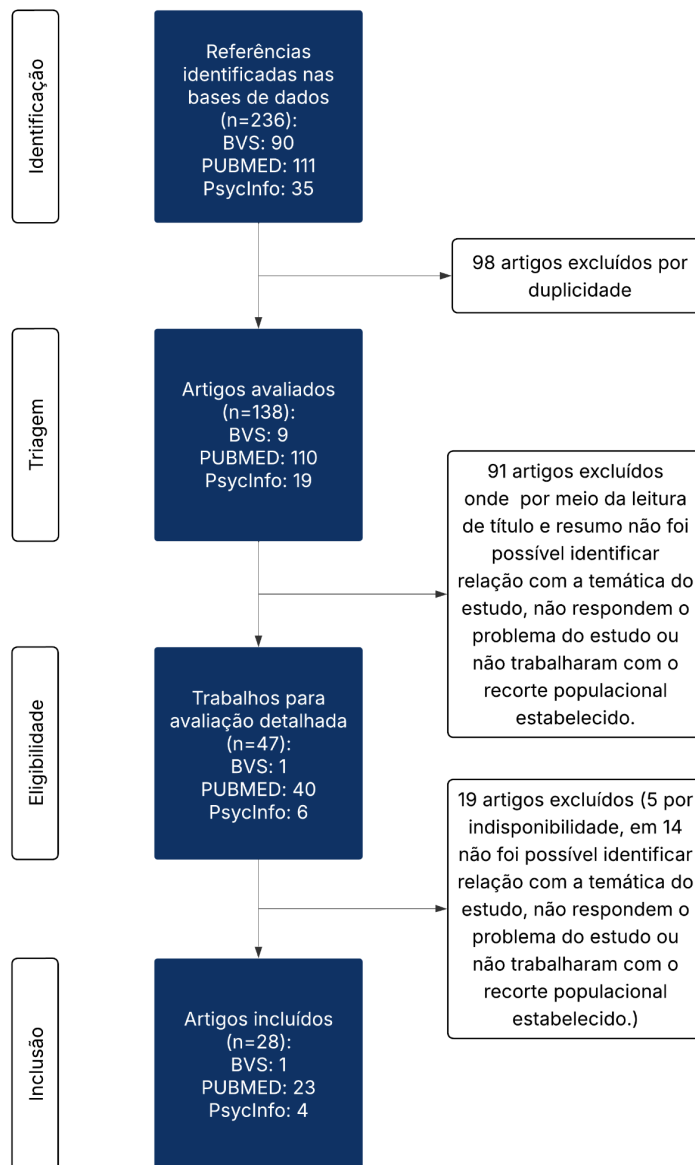 Identificação
Referências
identificadas nas
bases de dados
(n=236):
BVS: 90
PUBMED: 111
PsycInfo: 35
98 artigos excluídos por
duplicidade
Triagem
Artigos avaliados
(n=138):
BVS: 9
PUBMED: 110
PsycInfo: 19
91 artigos excluídos
onde por meio da leitura
de título e resumo não foi
possível identificar
relação com a temática do
estudo, não respondem o
problema do estudo ou
não trabalharam com o
recorte populacional
estabelecido.
Eligibilidade
Trabalhos para
avaliação detalhada
(n=47):
BVS: 1
PUBMED: 40
PsycInfo: 6
19 artigos excluídos (5 por
indisponibilidade, em 14
não foi possível identificar
relação com a temática do
estudo, não respondem o
problema do estudo ou
não trabalharam com o
recorte populacional
estabelecido.)
Inclusão
Artigos incluídos
(n=28):
BVS: 1
PUBMED: 23
PsycInfo: 4